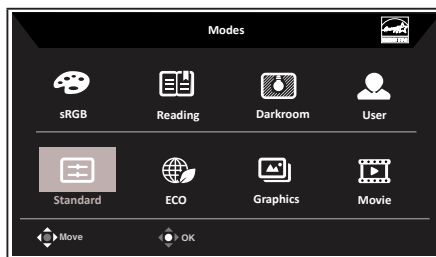 Modes
sRGB Reading Darkroom User
Standard ECO Graphics Movie
Move OK